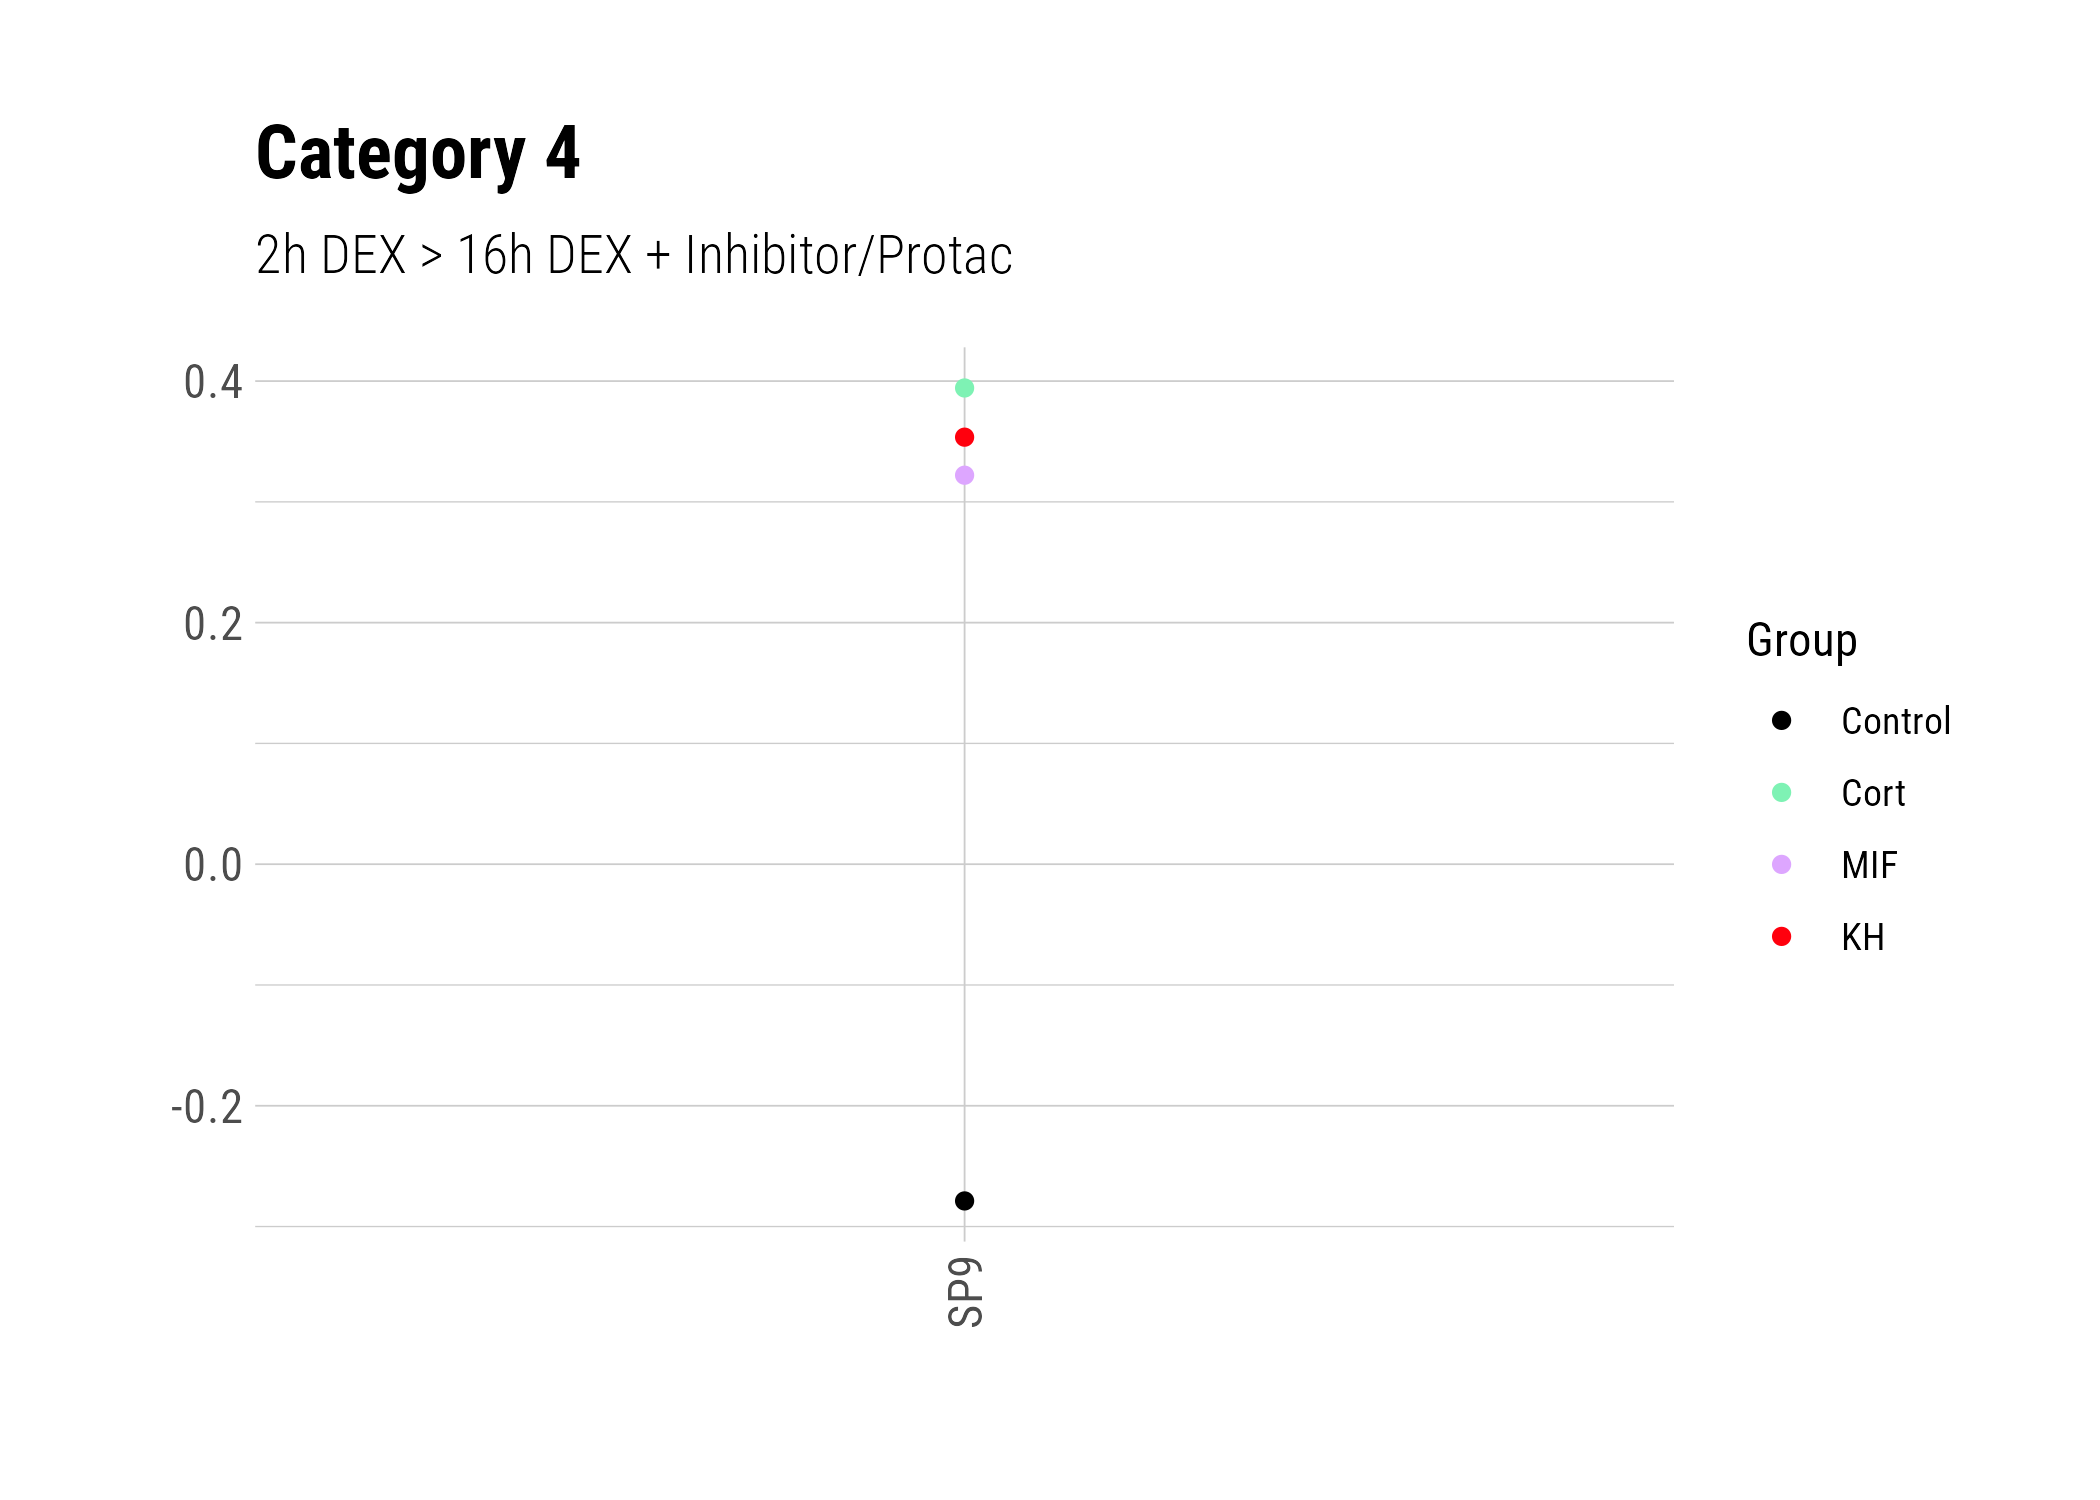 Category 4
2h DEX > 16h DEX + Inhibitor/Protac
0.4
0.2
0.0
-0.2
SP9
Group
Control
Cort
MIF
KH